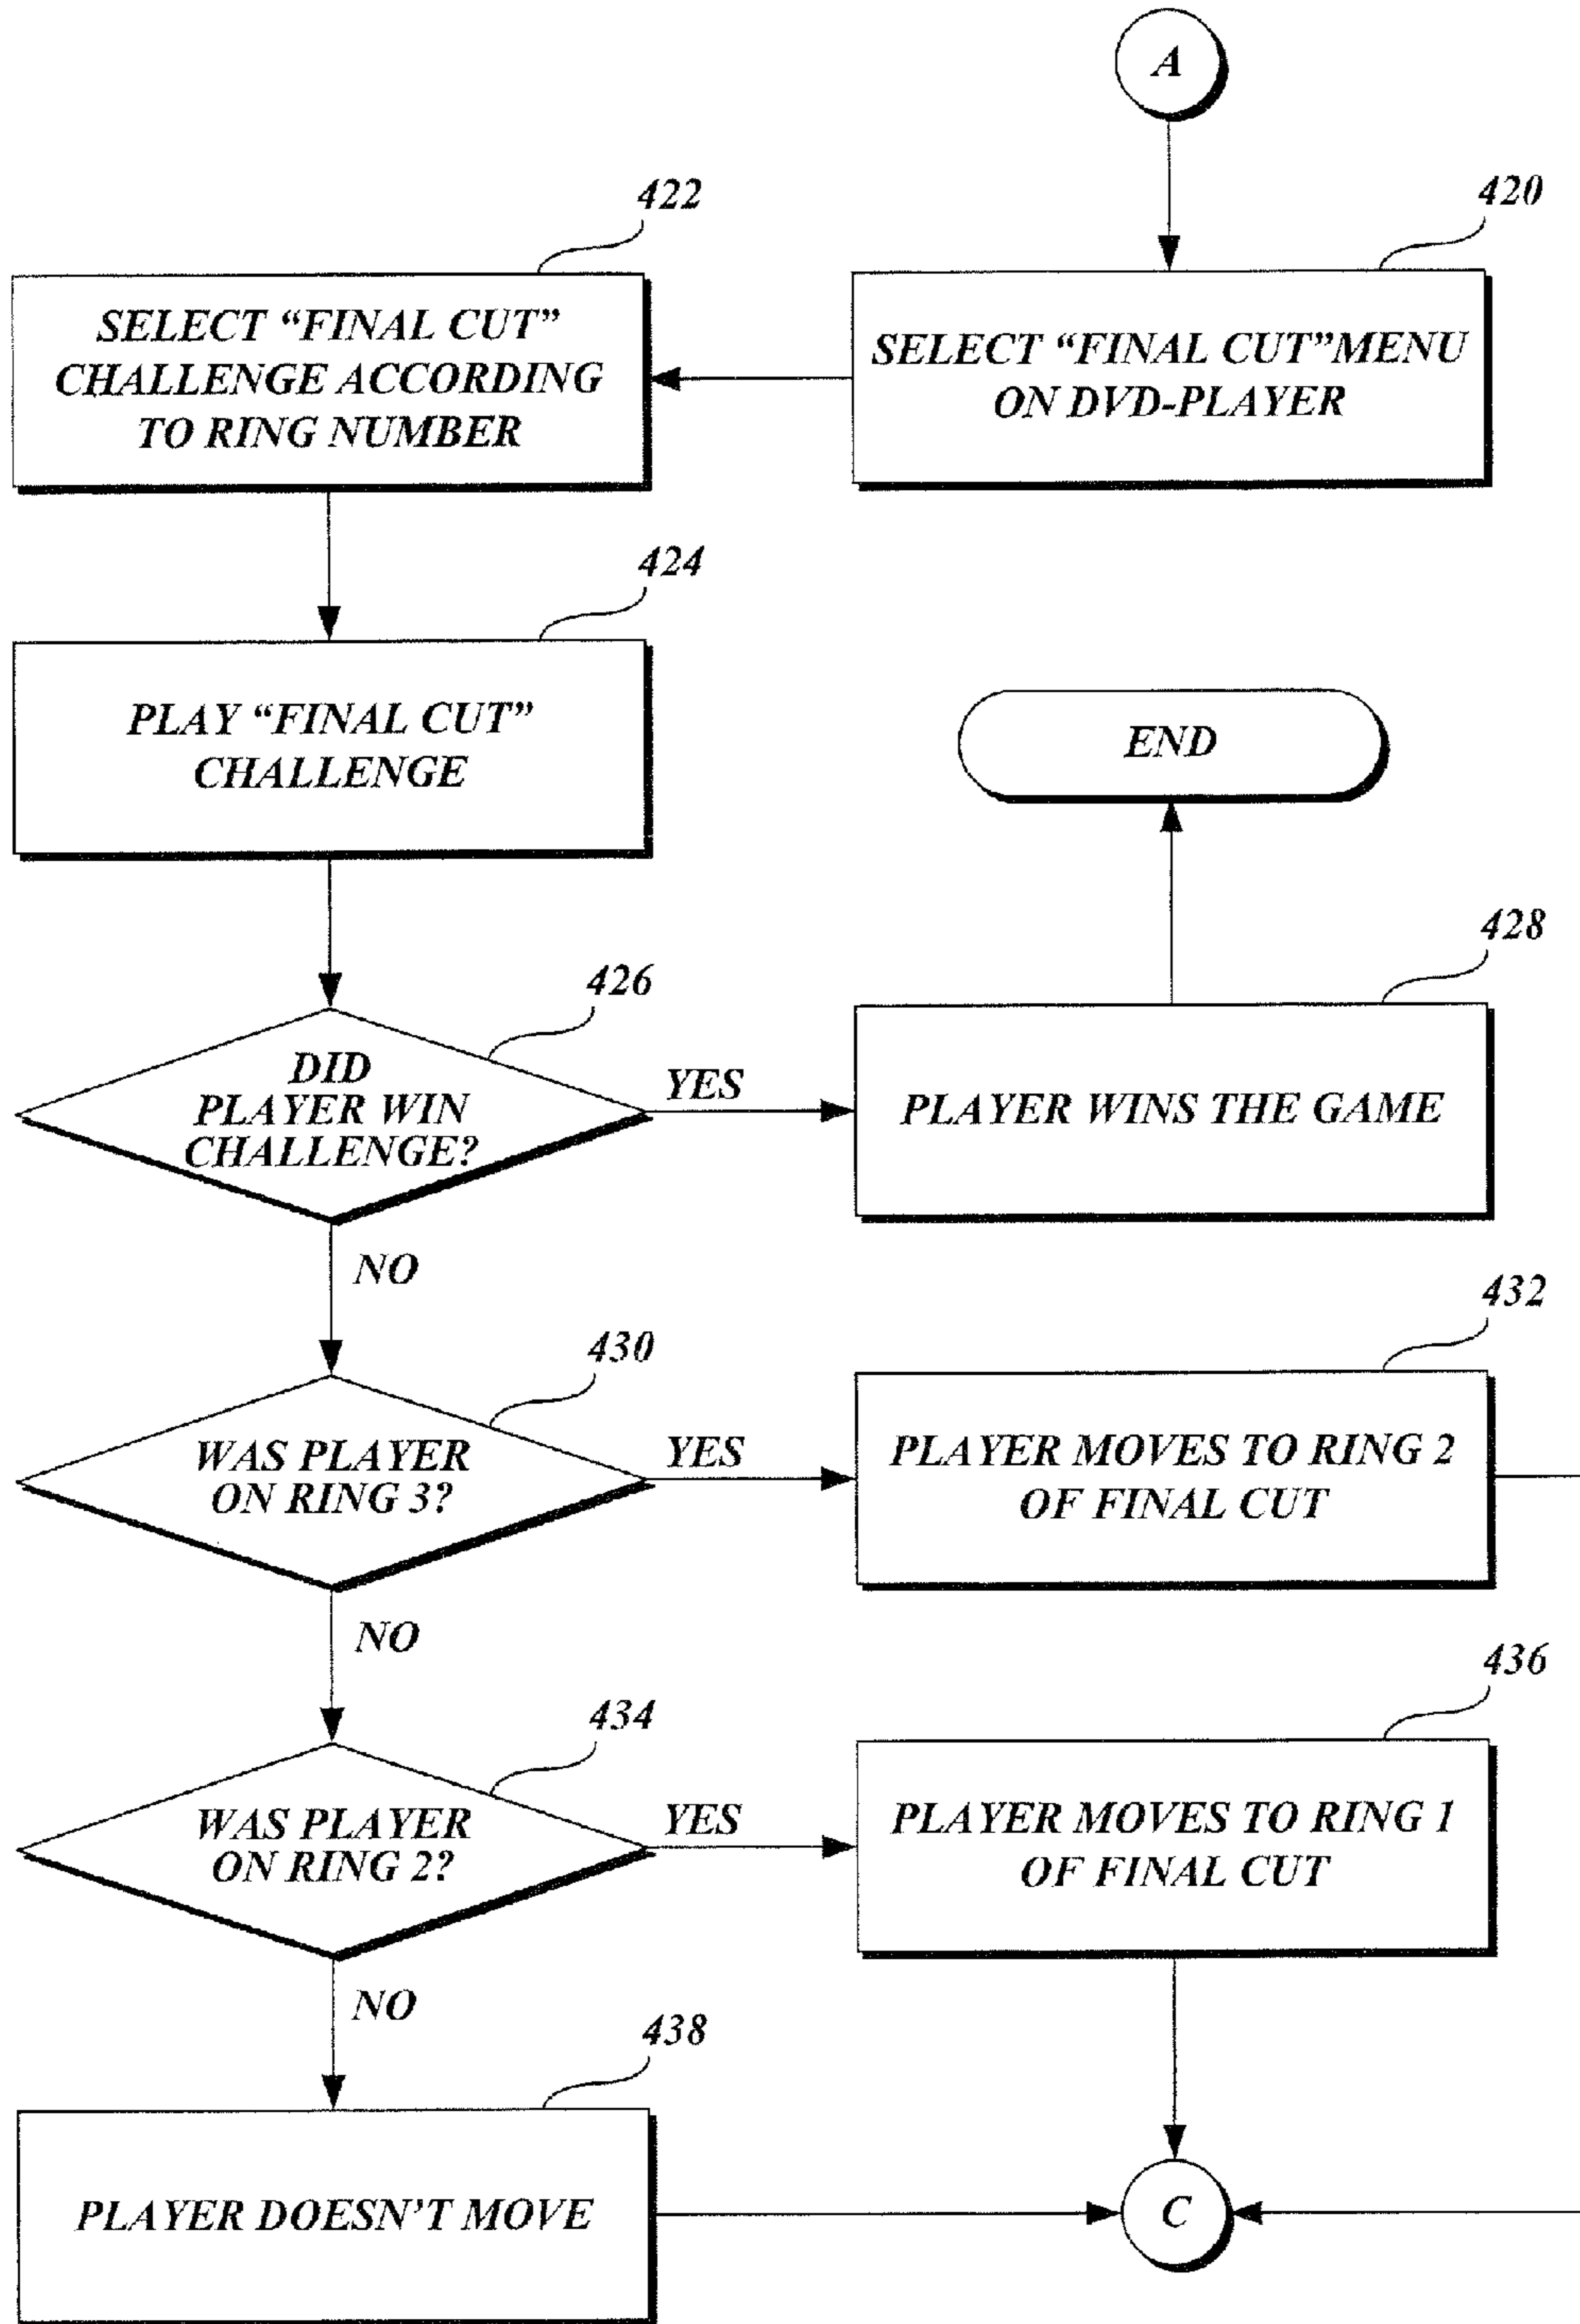 A
420
SELECT “FINAL CUT”MENU
ON DVD-PLAYER
422
SELECT “FINAL CUT”
CHALLENGE ACCORDING
TO RING NUMBER
424
PLAY “FINAL CUT”
CHALLENGE
426
DID
PLAYER WIN
CHALLENGE?
YES
428
PLAYER WINS THE GAME
END
NO
430
WAS PLAYER
ON RING 3?
YES
432
PLAYER MOVES TO RING 2
OF FINAL CUT
NO
434
WAS PLAYER
ON RING 2?
YES
436
PLAYER MOVES TO RING 1
OF FINAL CUT
NO
438
PLAYER DOESN’T MOVE
C